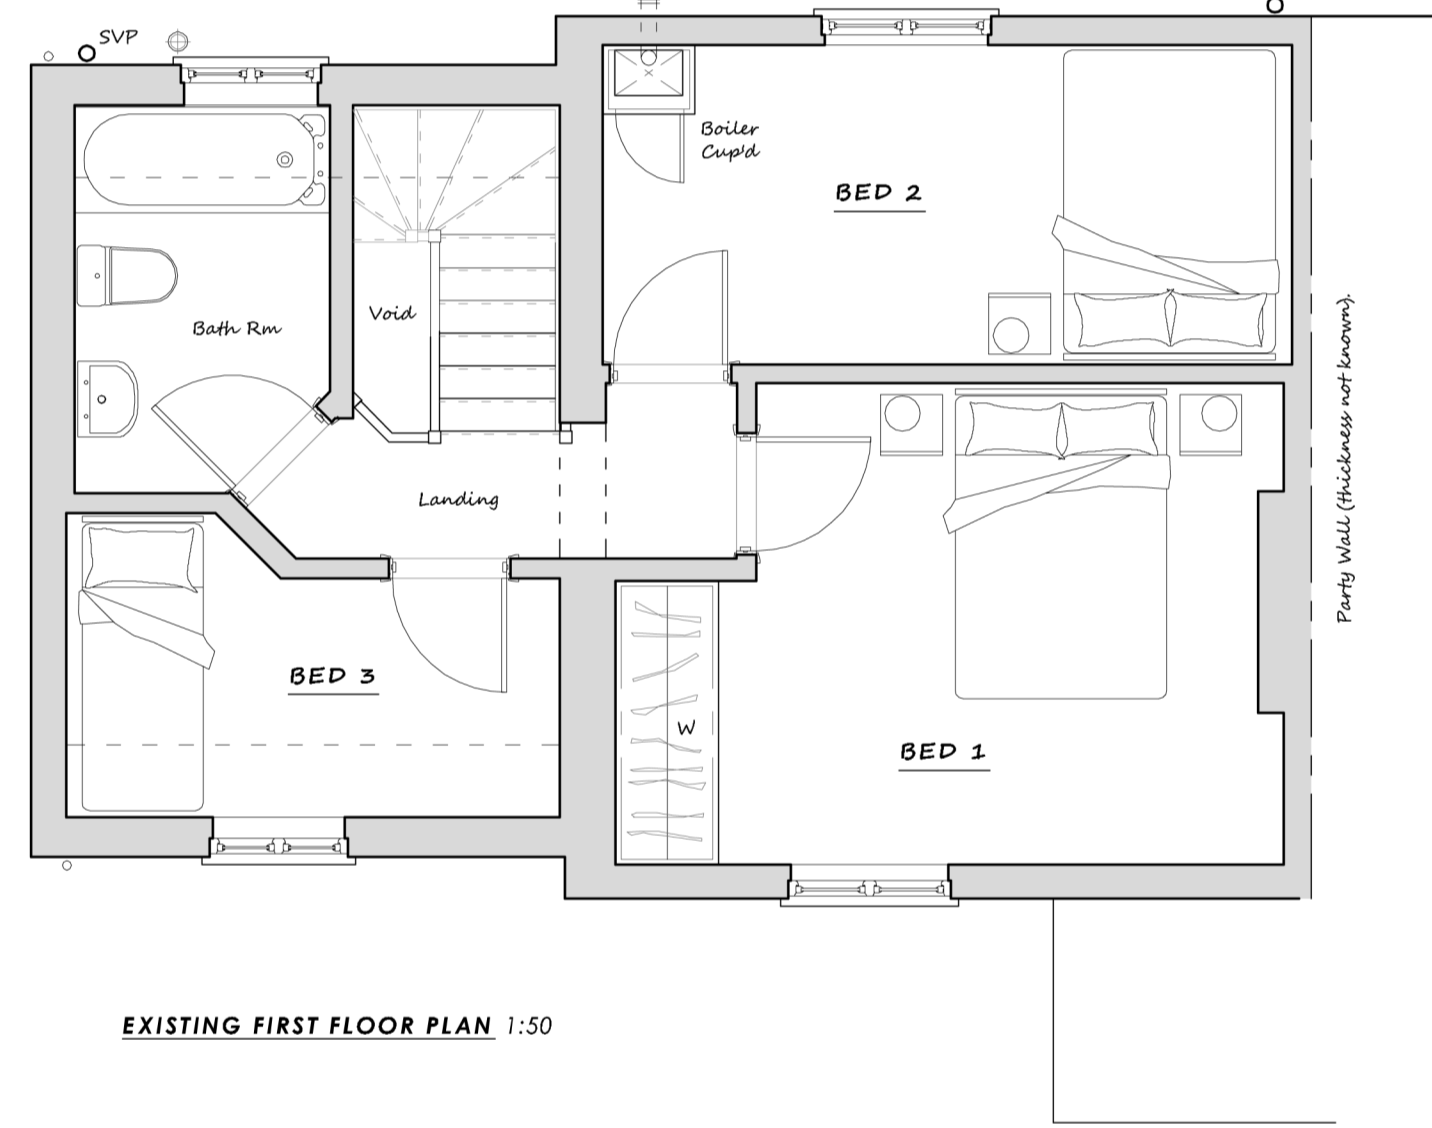 SVP
Boiler
Cup'd
BED 2
Void
Bath Rm
Landing
Party Wall (thickness not known).
BED 3
W
BED 1
EXISTING FIRST FLOOR PLAN 1:50